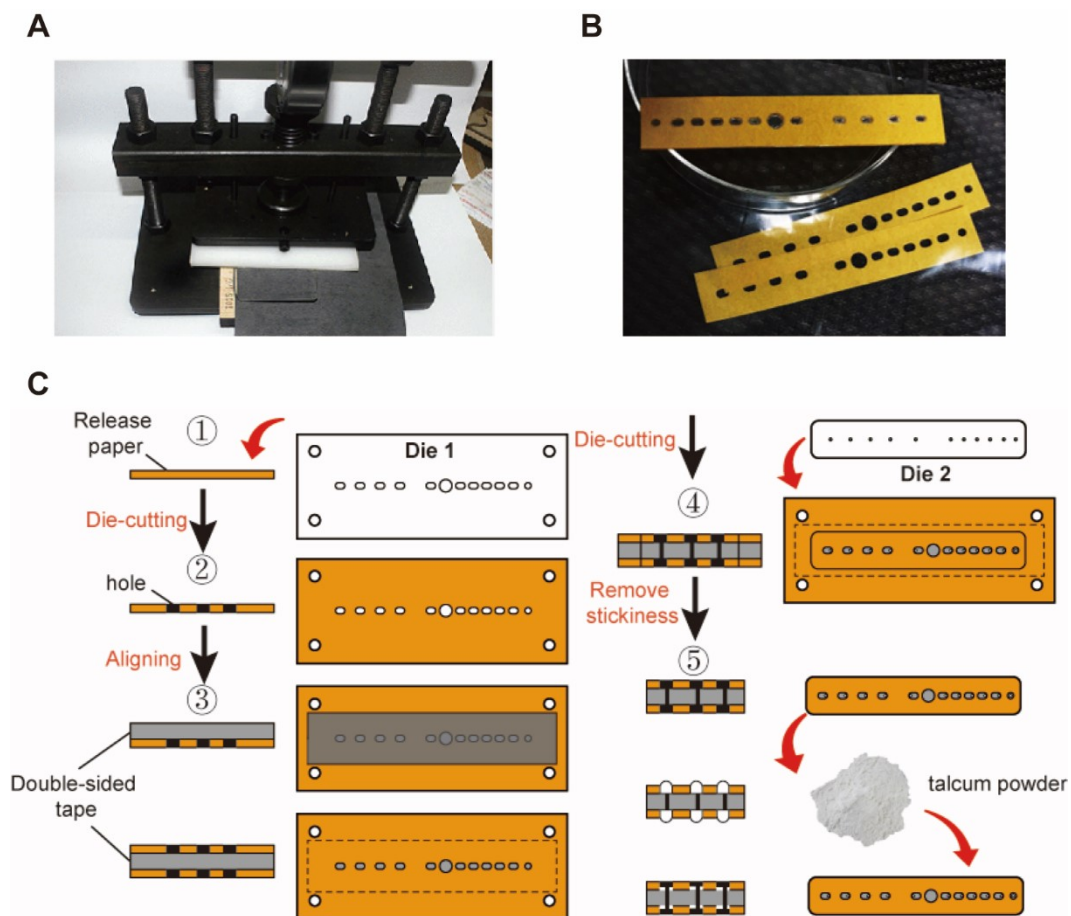 A
B
C
Release
paper
①
Die 1
Die-cutting
②
hole
Aligning
③
Double-sided
tape
Die-cutting
④
Die 2
Remove
stickiness
⑤
talcum powder